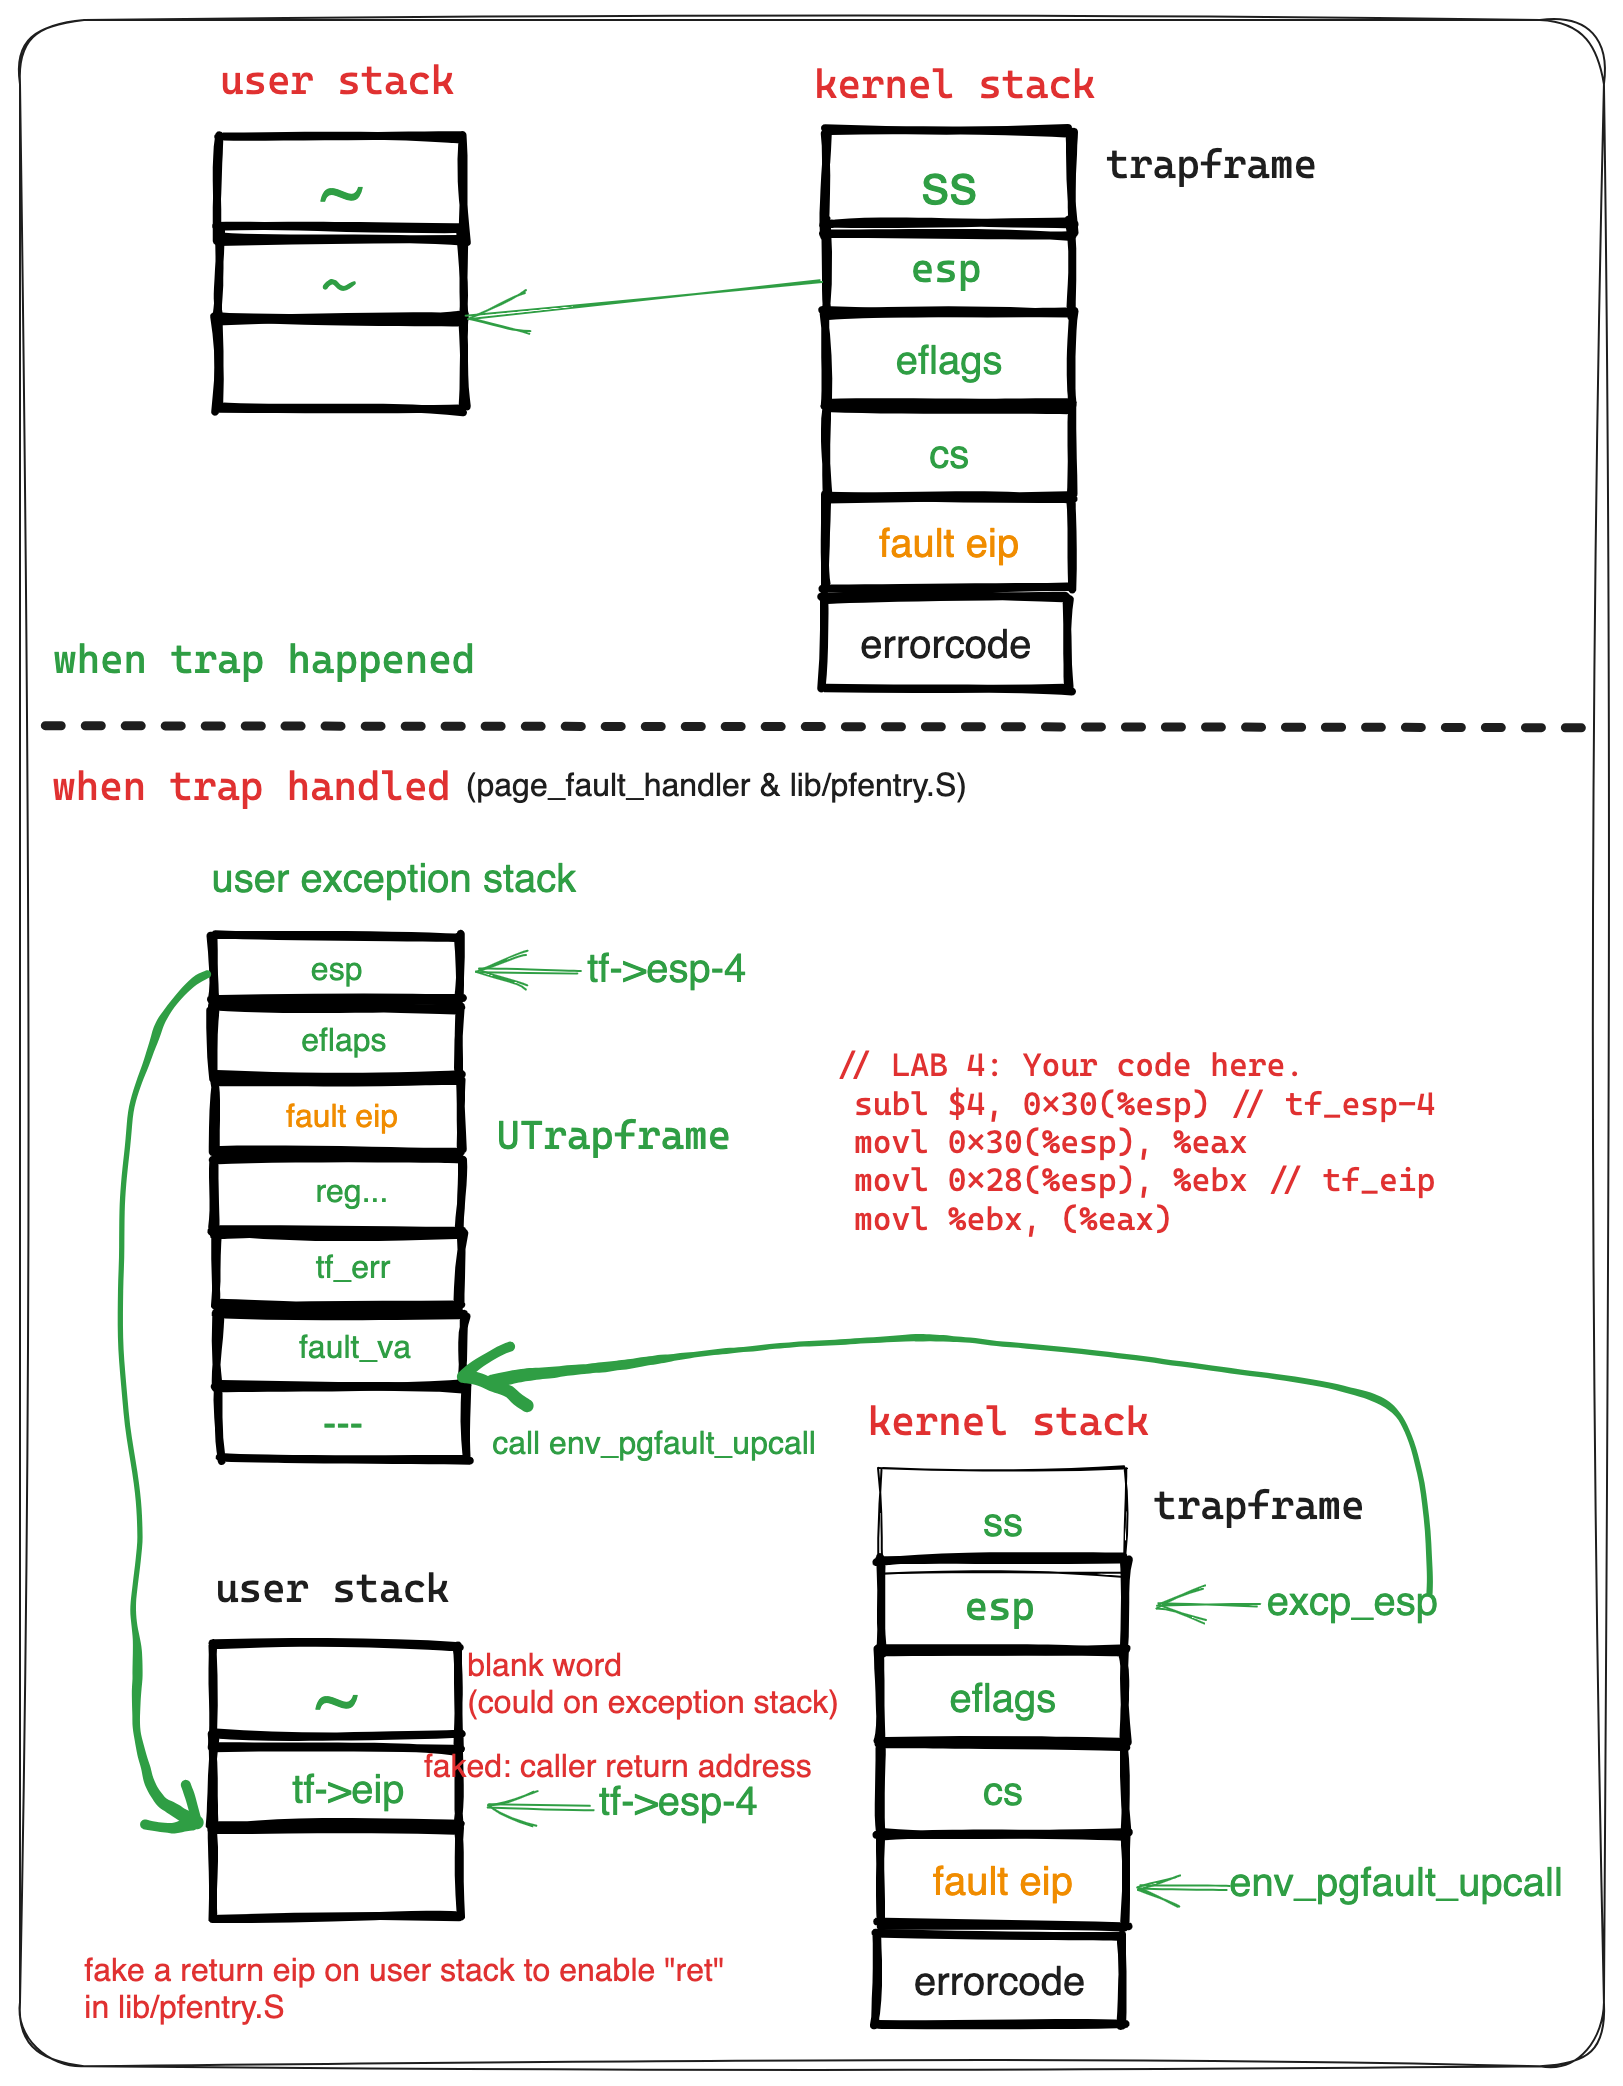 user stack
~
~
kernel stack
trapframe
ss
esp
eflags
cs
fault eip
errorcode
when trap happened
when trap handled (page_fault_handler & lib/pfentry.S)
user exception stack
esp
tf->esp-4
eflaps
fault eip
UTrapframe
reg...
tf_err
fault_va
---
call env_pgfault_upcall
// LAB 4: Your code here.
subl $4, 0x30(%esp) // tf_esp-4
movl 0x30(%esp), %eax
movl 0x28(%esp), %ebx // tf_eip
movl %ebx, (%eax)
kernel stack
trapframe
ss
esp
excp_esp
eflags
cs
fault eip
env_pgfault_upcall
errorcode
user stack
~
blank word
(could on exception stack)
faked: caller return address
tf->eip
tf->esp-4
fake a return eip on user stack to enable "ret"
in lib/pfentry.S